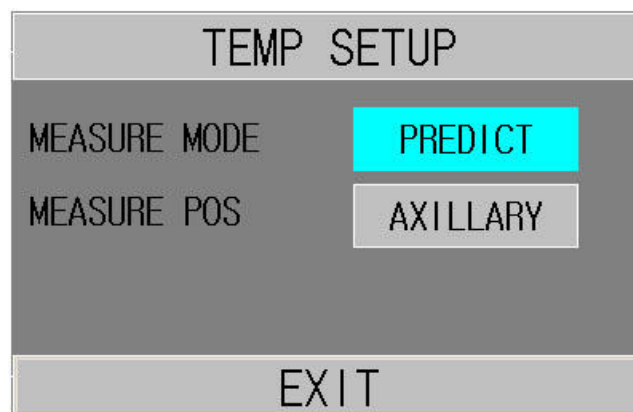 TEMP SETUP
MEASURE MODE PREDICT
MEASURE POS AXILLARY
EXIT